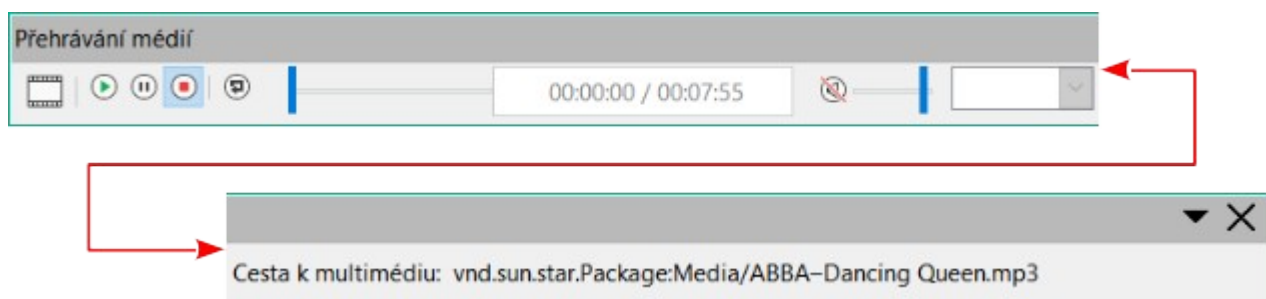 Přehrávání médií
00:00:00 / 00:07:55
Cesta k multimédiu: vnd.sun.star.Package:Media/ABBA–Dancing Queen.mp3